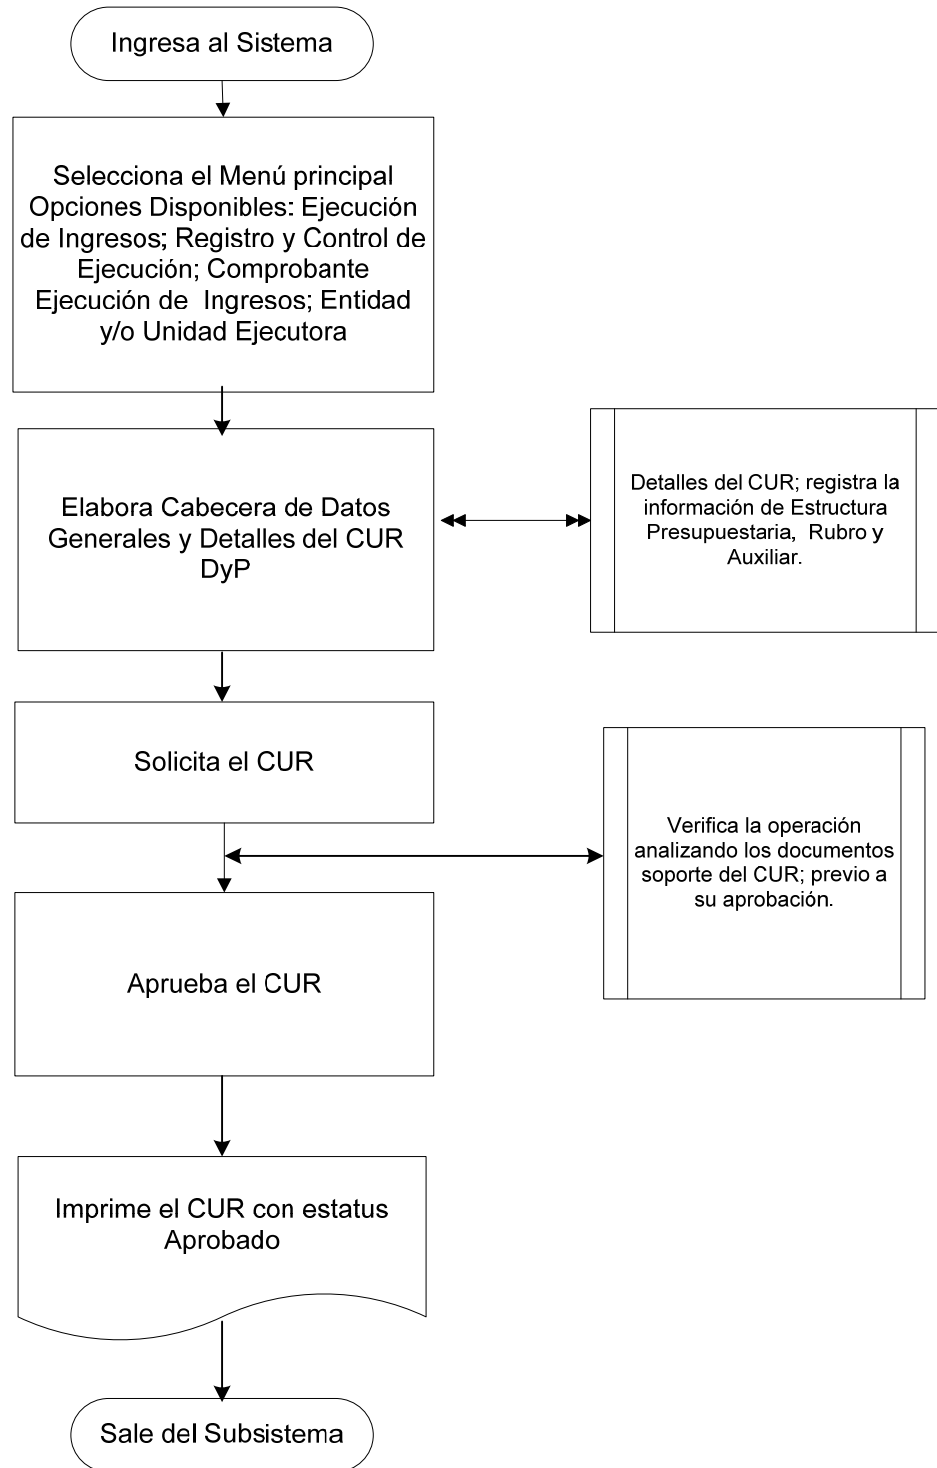 Ingresa al Sistema
Selecciona el Menú principal
Opciones Disponibles: Ejecución
de Ingresos; Registro y Control de
Ejecución; Comprobante
Ejecución de Ingresos; Entidad
y/o Unidad Ejecutora
Elabora Cabecera de Datos
Generales y Detalles del CUR
DyP
Detalles del CUR; registra la
información de Estructura
Presupuestaria, Rubro y
Auxiliar.
Solicita el CUR
Verifica la operación
analizando los documentos
soporte del CUR; previo a
su aprobación.
Aprueba el CUR
Imprime el CUR con estatus
Aprobado
Sale del Subsistema